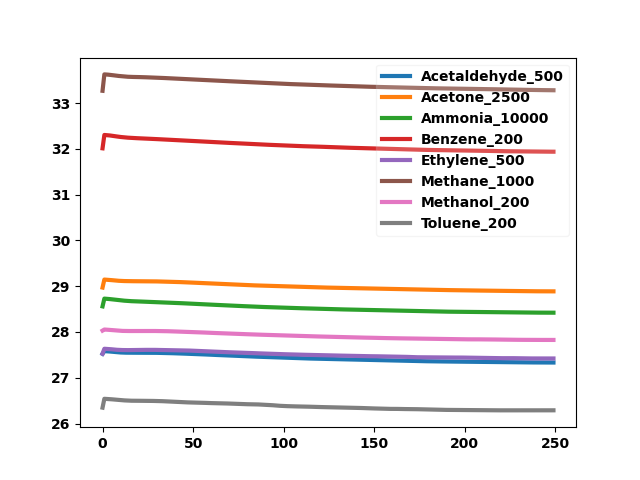 33
32
31
30
29
28
27
26
0 50 100 150 200 250
Acetaldehyde_500
Acetone_2500
Ammonia_10000
Benzene_200
Ethylene_500
Methane_1000
Methanol_200
Toluene_200